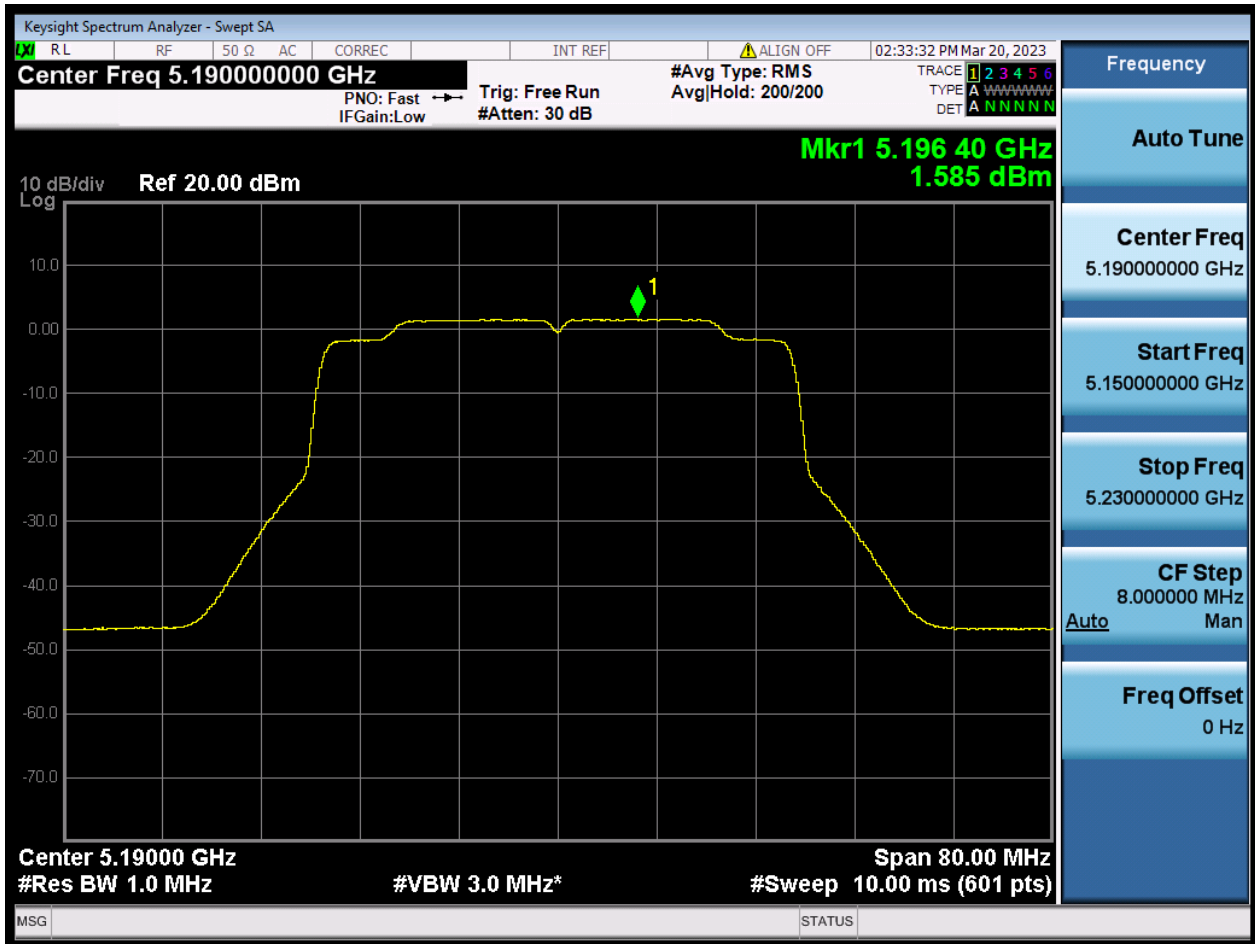 Keysight Spectrum Analyzer - Swept SA
LXI RL RF 50 Ω AC CORREC INT REF ALIGN OFF 02:33:32 PM Mar 20, 2023
Center Freq 5.190000000 GHz
PNO: Fast
IFGain:Low
Trig: Free Run
#Atten: 30 dB
#Avg Type: RMS
Avg|Hold: 200/200
TRACE 1 2 3 4 5 6
TYPE A WWWWW
DET A N N N N N
Mkr1 5.196 40 GHz
1.585 dBm
10 dB/div Ref 20.00 dBm
Log
10.0
0.00
-10.0
-20.0
-30.0
-40.0
-50.0
-60.0
-70.0
1
Center 5.19000 GHz Span 80.00 MHz
#Res BW 1.0 MHz #VBW 3.0 MHz* #Sweep 10.00 ms (601 pts)
MSG STATUS
Frequency
Auto Tune
Center Freq
5.190000000 GHz
Start Freq
5.150000000 GHz
Stop Freq
5.230000000 GHz
CF Step
8.000000 MHz
Auto Man
Freq Offset
0 Hz